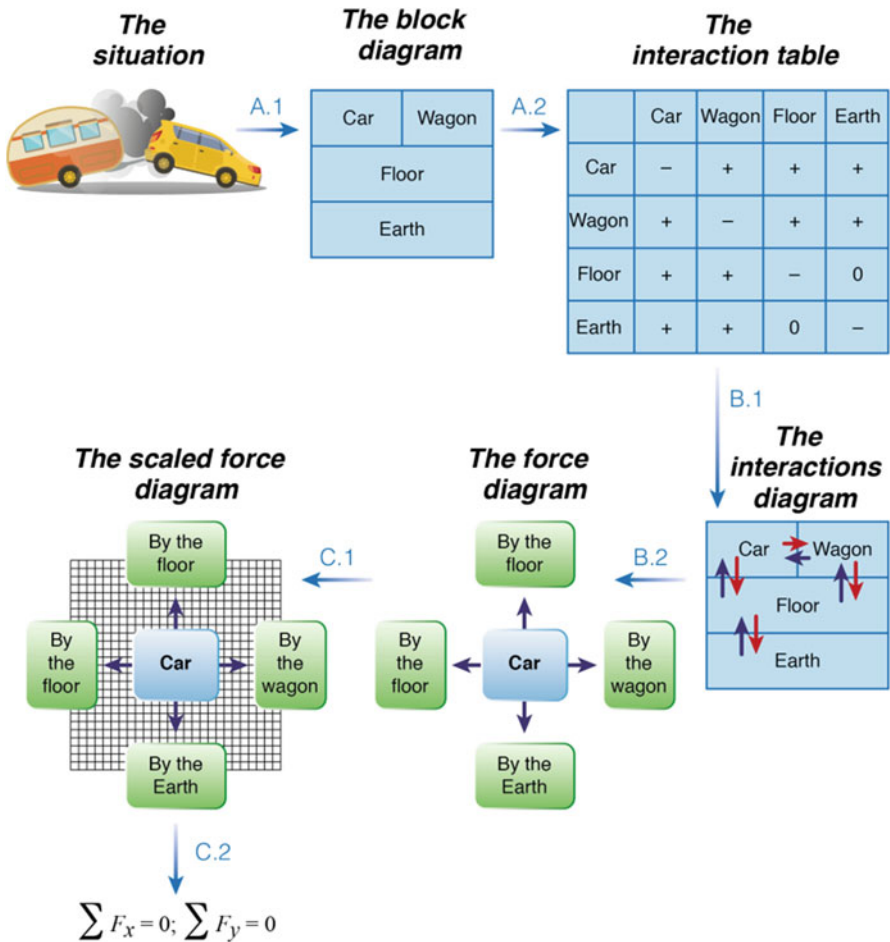 The
situation
A.1
The block
diagram
Car Wagon
Floor
Earth
A.2
The
interaction table
Car Wagon Floor Earth
Car – + + +
Wagon + – + +
Floor + + – 0
Earth + + 0 –
B.1
The
interactions
diagram
Car Wagon
Floor
Earth
B.2
The force
diagram
By the
floor
By
the
floor
Car
By
the
wagon
By the
Earth
C.1
The scaled force
diagram
By the
floor
By
the
floor
Car
By
the
wagon
By the
Earth
C.2
∑ Fx = 0; ∑ Fy = 0